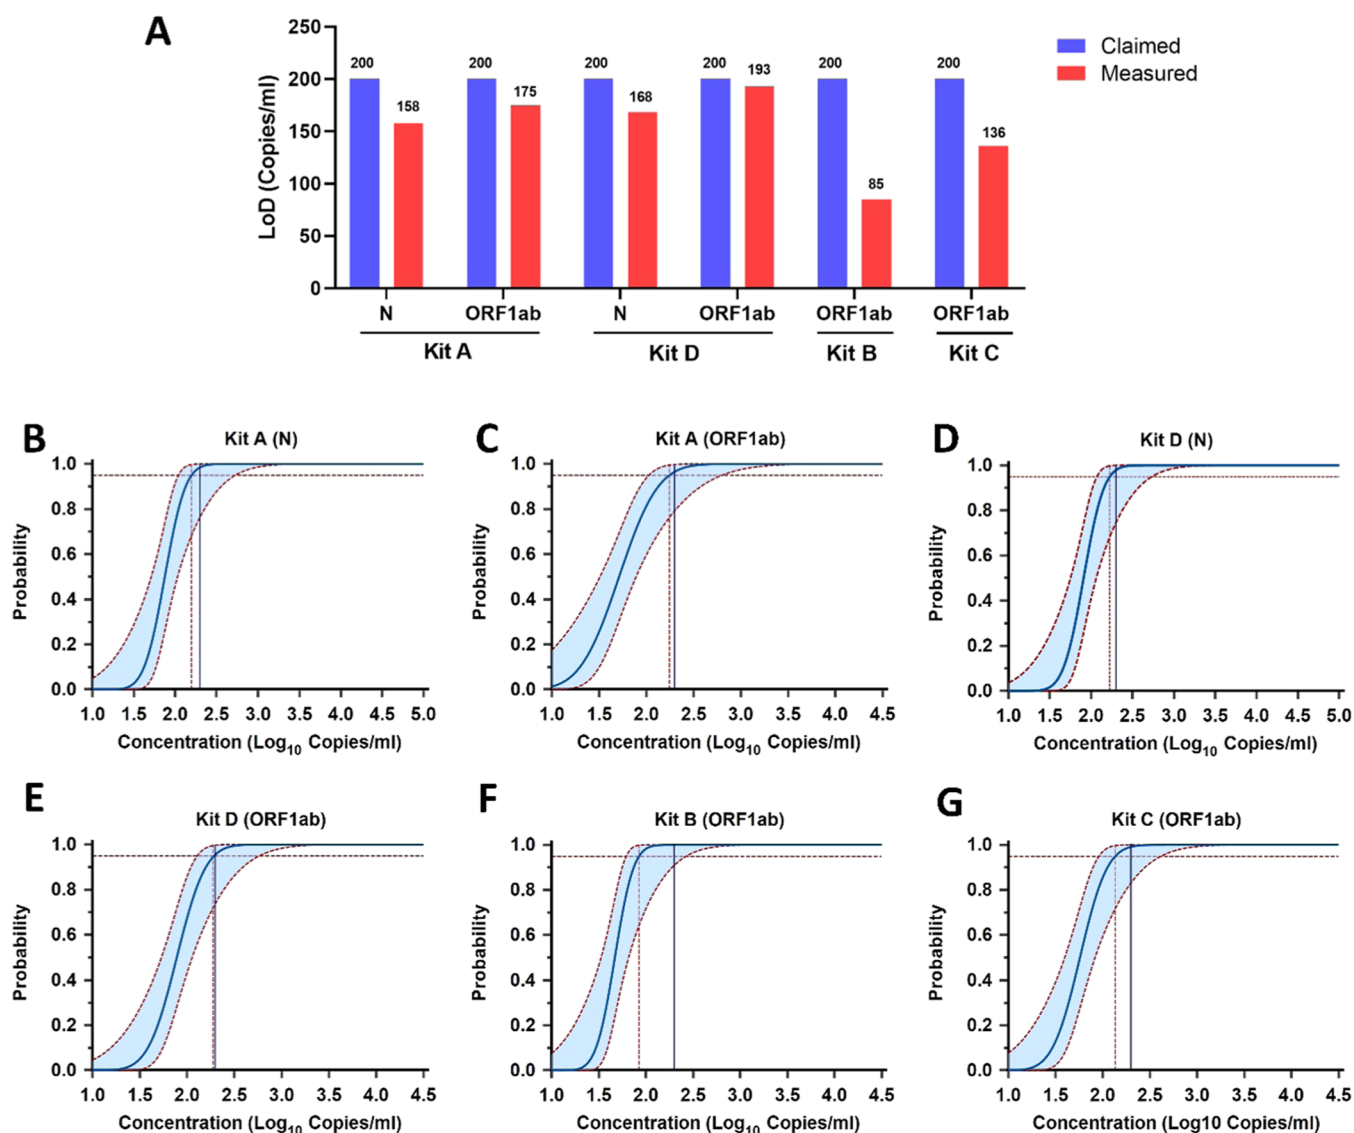 A
250
200
150
100
50
0
LoD (Copies/ml)
200 158 200 175 200 168 200 193 200 85 200 136
Claimed
Measured
N ORF1ab N ORF1ab ORF1ab ORF1ab
Kit A Kit D Kit B Kit C
B
Kit A (N)
Probability
1.0
0.8
0.6
0.4
0.2
0.0
1.0 1.5 2.0 2.5 3.0 3.5 4.0 4.5 5.0
Concentration (Log10 Copies/ml)
C
Kit A (ORF1ab)
Probability
1.0
0.8
0.6
0.4
0.2
0.0
1.0 1.5 2.0 2.5 3.0 3.5 4.0 4.5
Concentration (Log10 Copies/ml)
D
Kit D (N)
Probability
1.0
0.8
0.6
0.4
0.2
0.0
1.0 1.5 2.0 2.5 3.0 3.5 4.0 4.5 5.0
Concentration (Log10 Copies/ml)
E
Kit D (ORF1ab)
Probability
1.0
0.8
0.6
0.4
0.2
0.0
1.0 1.5 2.0 2.5 3.0 3.5 4.0 4.5
Concentration (Log10 Copies/ml)
F
Kit B (ORF1ab)
Probability
1.0
0.8
0.6
0.4
0.2
0.0
1.0 1.5 2.0 2.5 3.0 3.5 4.0 4.5
Concentration (Log10 Copies/ml)
G
Kit C (ORF1ab)
Probability
1.0
0.8
0.6
0.4
0.2
0.0
1.0 1.5 2.0 2.5 3.0 3.5 4.0 4.5
Concentration (Log10 Copies/ml)